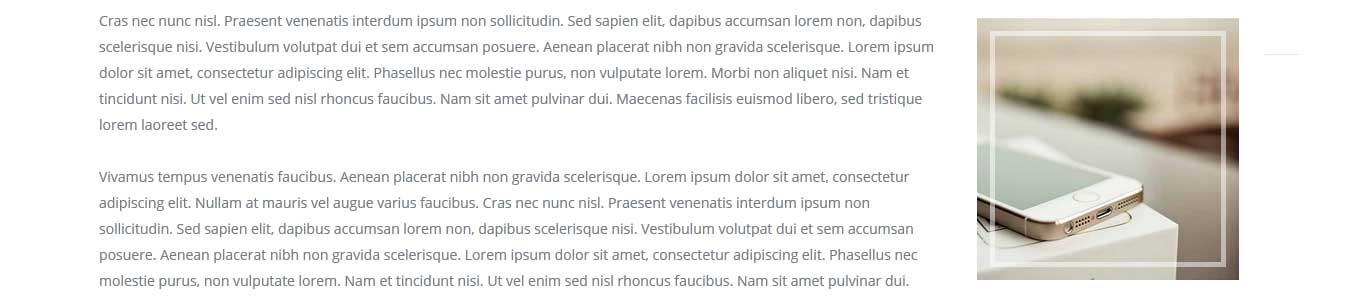 Cras nec nunc nisl. Praesent venenatis interdum ipsum non sollicitudin. Sed sapien elit, dapibus accumsan lorem non, dapibus
scelerisque nisi. Vestibulum volutpat dui et sem accumsan posuere. Aenean placerat nibh non gravida scelerisque. Lorem ipsum
dolor sit amet, consectetur adipiscing elit. Phasellus nec molestie purus, non vulputate lorem. Morbi non aliquet nisi. Nam et
tincidunt nisi. Ut vel enim sed nisl rhoncus faucibus. Nam sit amet pulvinar dui. Maecenas facilisis euismod libero, sed tristique
lorem laoreet sed.
Vivamus tempus venenatis faucibus. Aenean placerat nibh non gravida scelerisque. Lorem ipsum dolor sit amet, consectetur
adipiscing elit. Nullam at mauris vel augue varius faucibus. Cras nec nunc nisl. Praesent venenatis interdum ipsum non
sollicitudin. Sed sapien elit, dapibus accumsan lorem non, dapibus scelerisque nisi. Vestibulum volutpat dui et sem accumsan
posuere. Aenean placerat nibh non gravida scelerisque. Lorem ipsum dolor sit amet, consectetur adipiscing elit. Phasellus nec
molestie purus, non vulputate lorem. Nam et tincidunt nisi. Ut vel enim sed nisl rhoncus faucibus. Nam sit amet pulvinar dui.